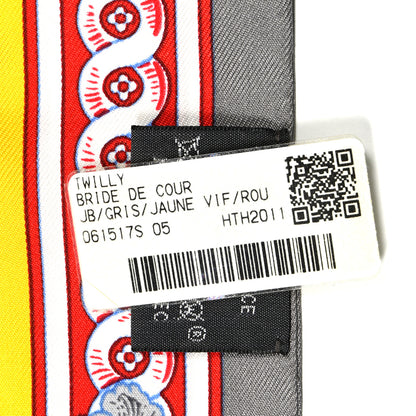 TWILLY
BRIDE DE COUR
JB/GRIS/JAUNE VIF/ROU
061517S 05 HTH2011